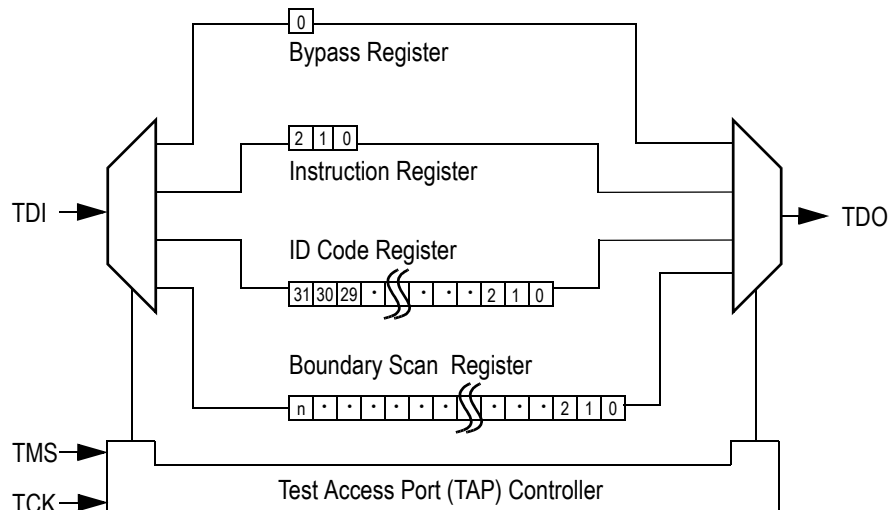 0
Bypass Register
2 1 0
Instruction Register
TDI
TDO
ID Code Register
31 30 29 · · · · 2 1 0
Boundary Scan Register
n · · · · · · · · · 2 1 0
TMS
TCK
Test Access Port (TAP) Controller